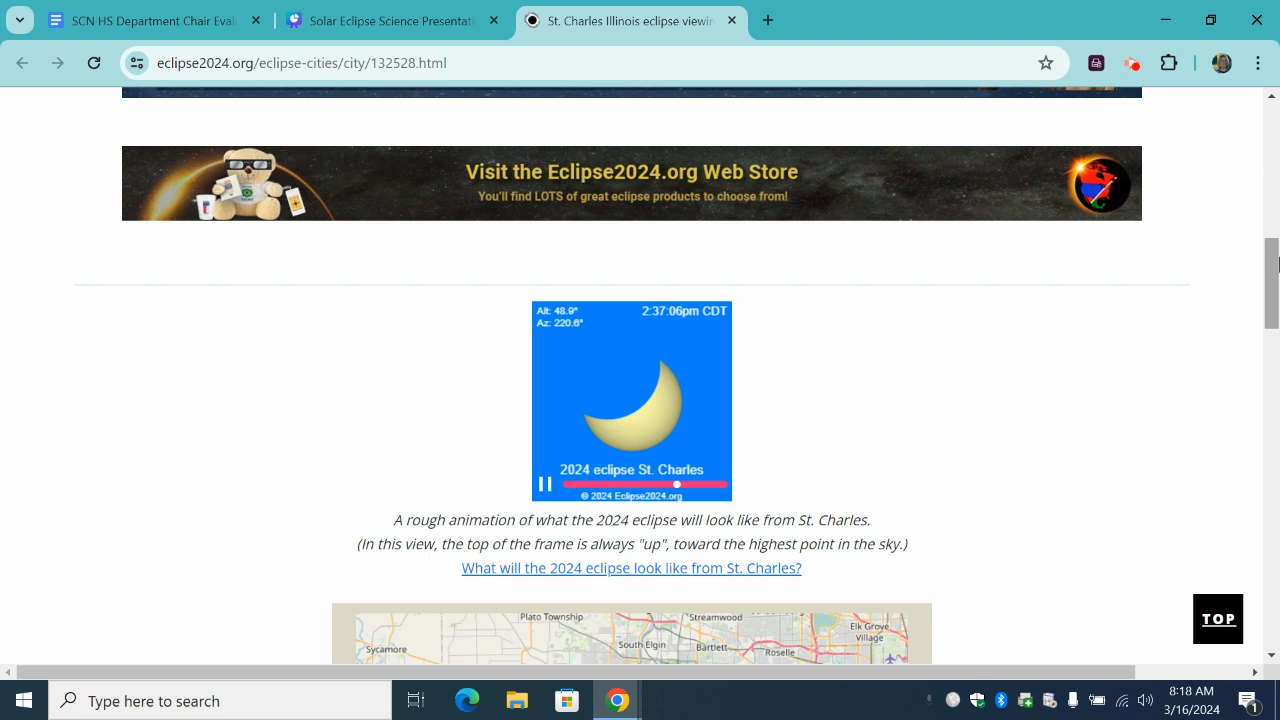 SCN HS Department Chair Eval
Solar Eclipse Science Presentati
St. Charles Illinois eclipse viewin
eclipse2024.org/eclipse-cities/city/132528.html
Visit the Eclipse2024.org Web Store
You'll find LOTS of great eclipse products to choose from!
Alt: 48.9°
2:37:06pm CDT
Az: 220.6°
2024 eclipse St. Charles
© 2024 Eclipse2024.org
A rough animation of what the 2024 eclipse will look like from St. Charles.
(In this view, the top of the frame is always "up", toward the highest point in the sky.)
What will the 2024 eclipse look like from St. Charles?
Plato Township
Streamwood
Elk Grove
Village
South Elgin
Bartlett
Roselle
Sycamore
TOP
Type here to search
8:18 AM
3/16/2024
1